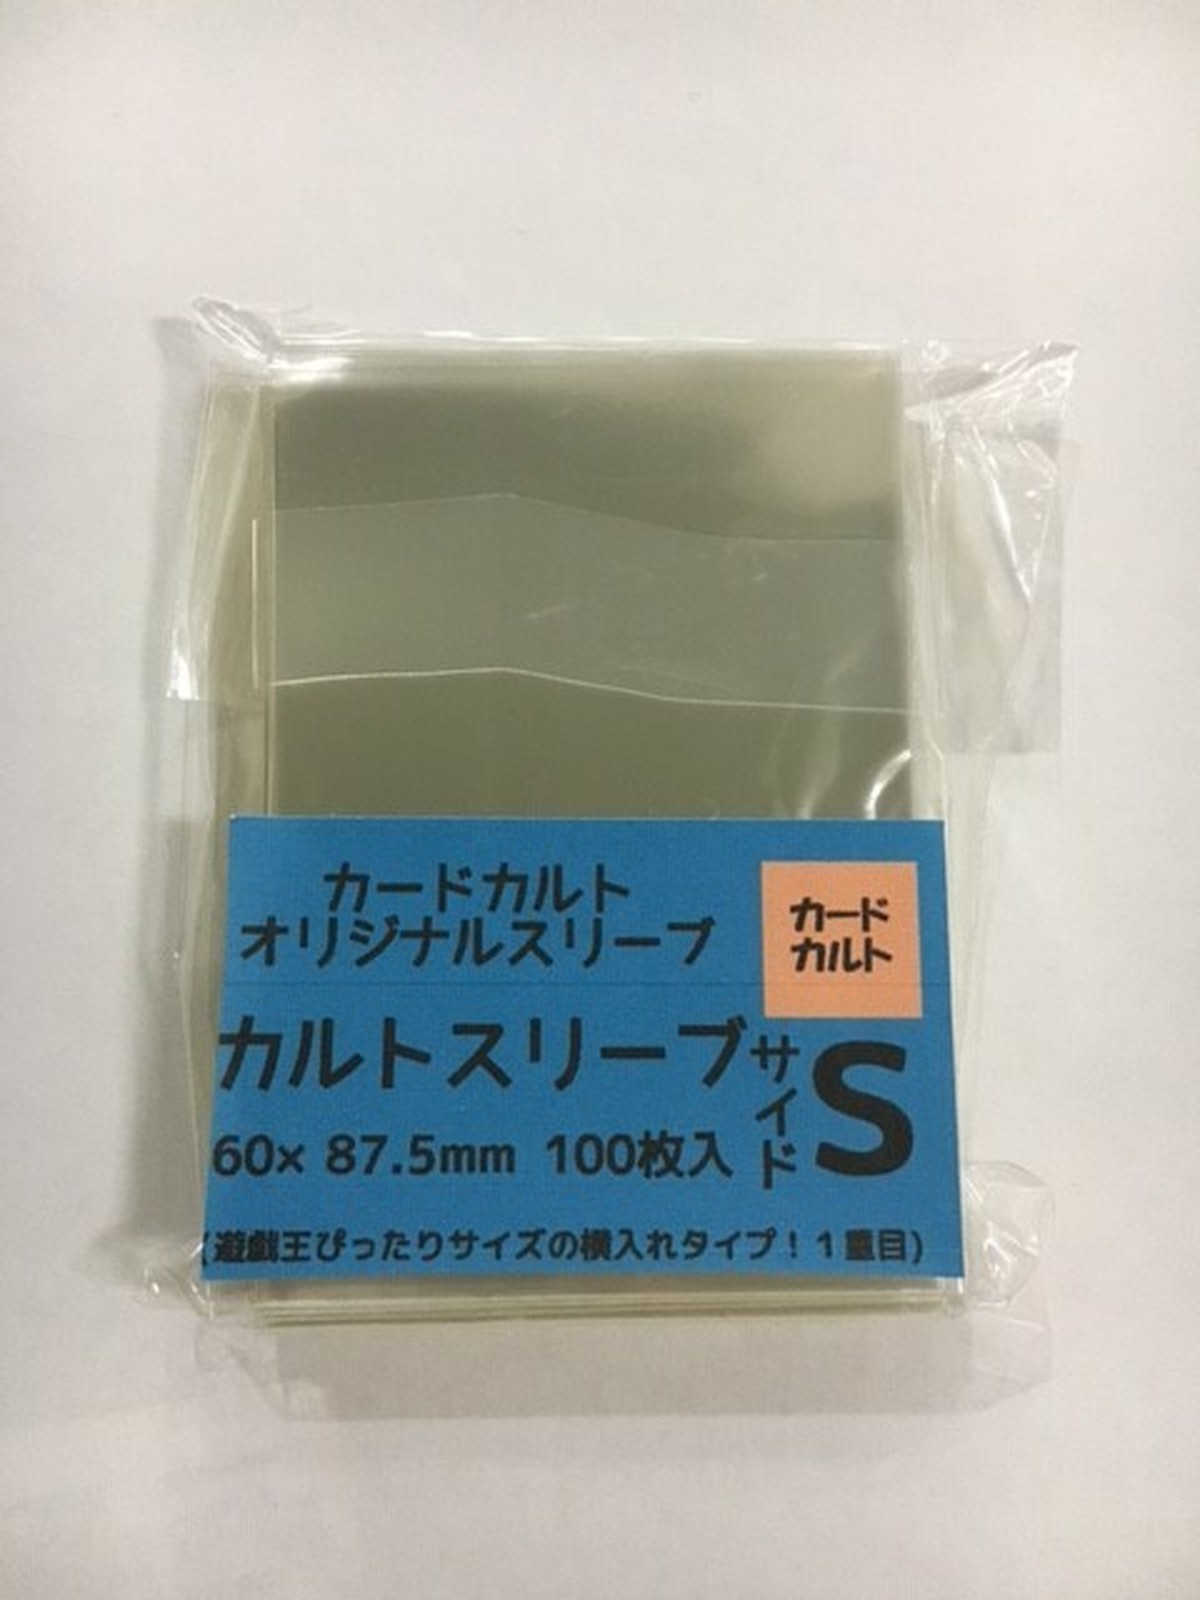 カードカルト
オリジナルスリーブ
カード
カルト
カルトスリーブ
サイド
S
60× 87.5mm 100枚入
(遊戯王ぴったりサイズの横入れタイプ！１重目)